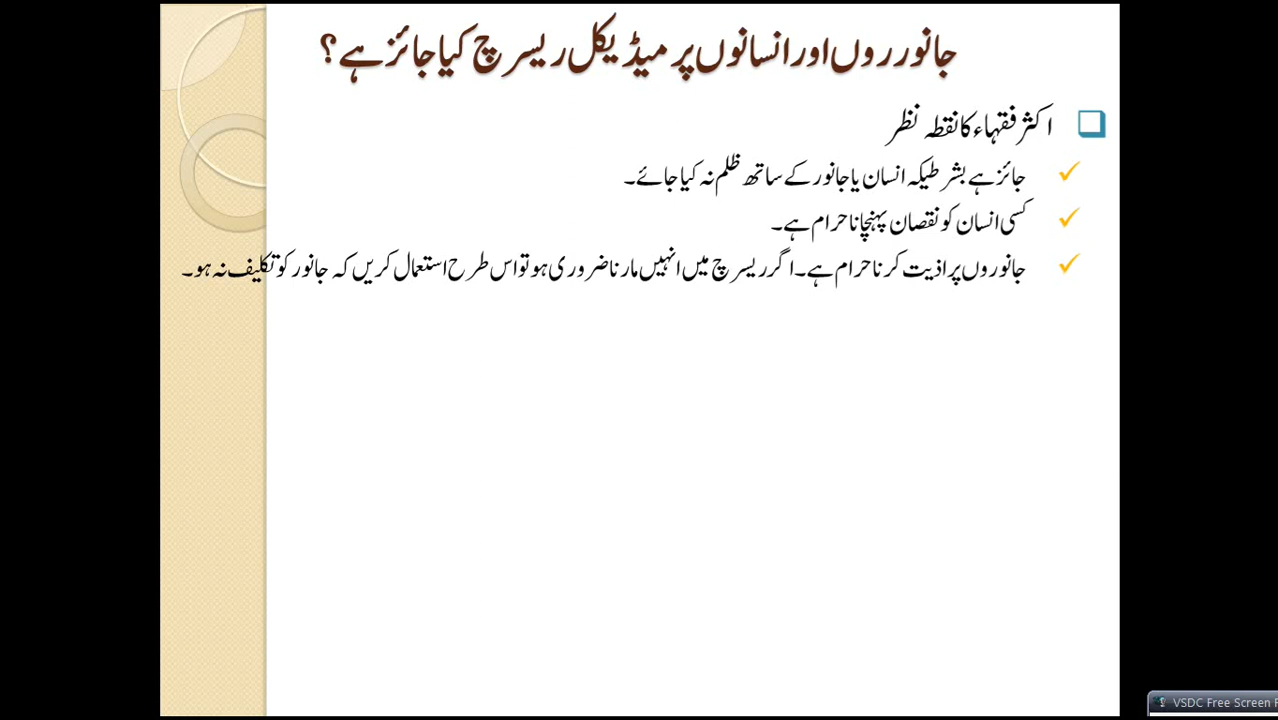 جانورروں اور انسانوں پر میڈیکل ریسرچ کیا جائز ہے؟
اکثر فقہاء کا نقطہ نظر
جائز ہے بشرطیکہ انسان یا جانور کے ساتھ ظلم نہ کیا جائے۔
کسی انسان کو نقصان پہنچانا حرام ہے۔
جانوروں پر اذیت کرنا حرام ہے۔ اگر ریسرچ میں انہیں مارنا ضروری ہو تو اس طرح استعمال کریں کہ جانور کو تکلیف نہ ہو۔
VSDC Free Screen